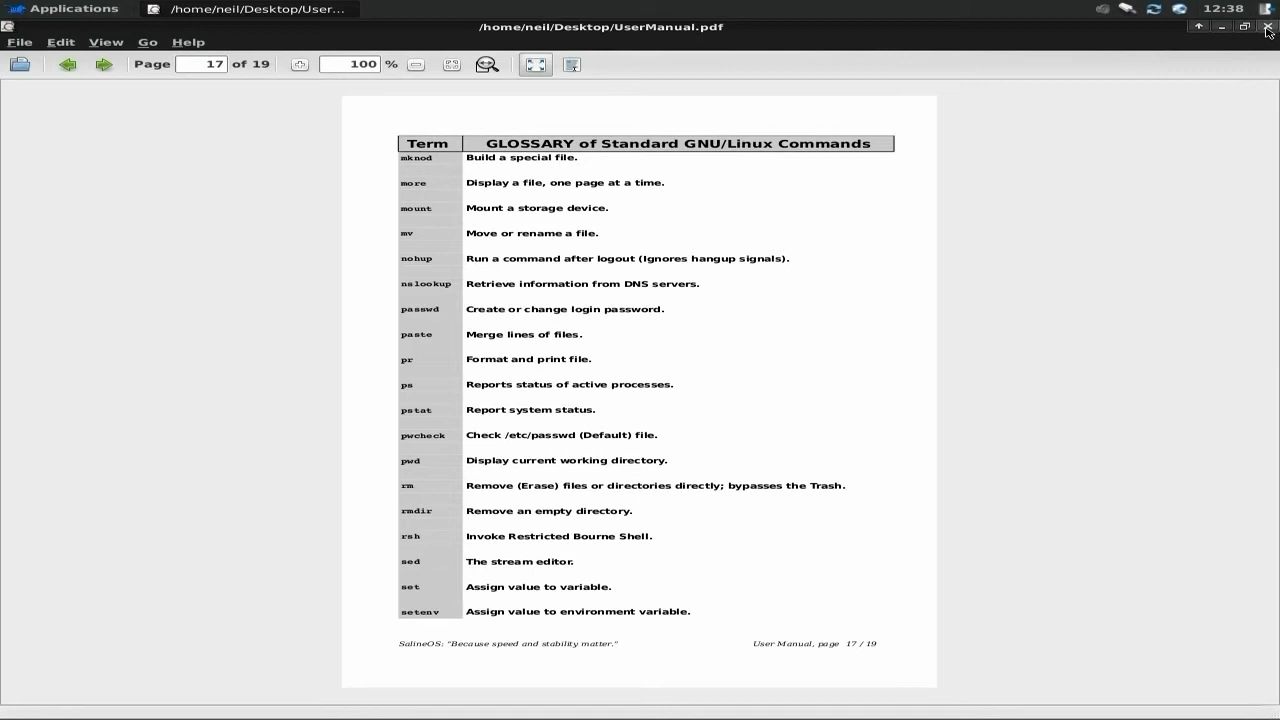 Applications /home/neil/Desktop/User... 12:38
/home/neil/Desktop/UserManual.pdf
File Edit View Go Help
Page 17 of 19 100 %
Term GLOSSARY of Standard GNU/Linux Commands
mknod Build a special file.
more Display a file, one page at a time.
mount Mount a storage device.
mv Move or rename a file.
nohup Run a command after logout (Ignores hangup signals).
nslookup Retrieve information from DNS servers.
passwd Create or change login password.
paste Merge lines of files.
pr Format and print file.
ps Reports status of active processes.
pstat Report system status.
pwcheck Check /etc/passwd (Default) file.
pwd Display current working directory.
rm Remove (Erase) files or directories directly; bypasses the Trash.
rmdir Remove an empty directory.
rsh Invoke Restricted Bourne Shell.
sed The stream editor.
set Assign value to variable.
setenv Assign value to environment variable.
SalineOS: "Because speed and stability matter." User Manual, page 17 / 19